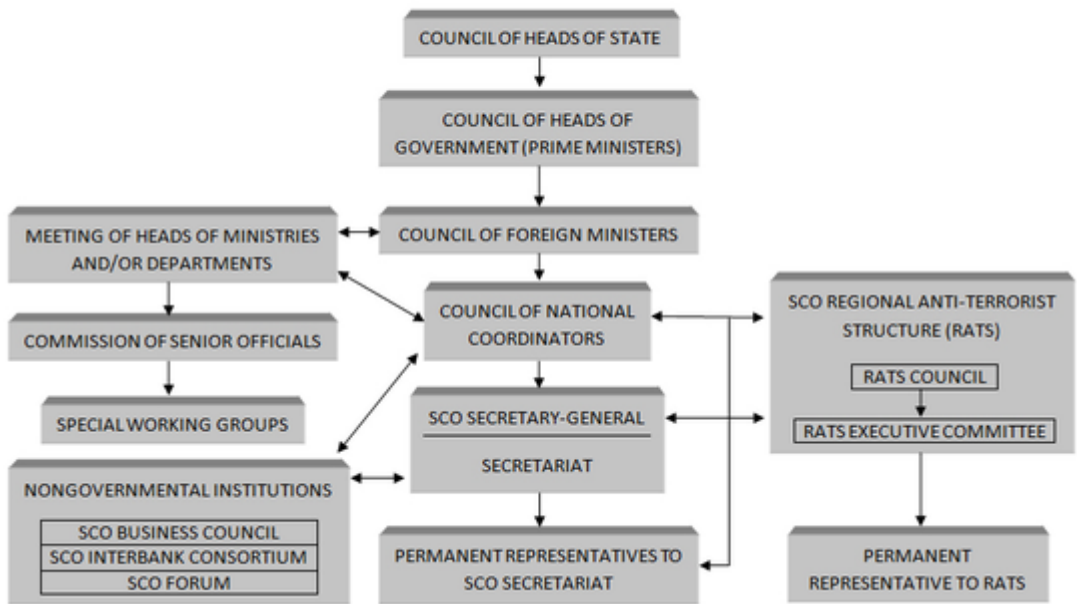 COUNCIL OF HEADS OF STATE
COUNCIL OF HEADS OF
GOVERNMENT (PRIME MINISTERS)
MEETING OF HEADS OF MINISTRIES
AND/OR DEPARTMENTS
COUNCIL OF FOREIGN MINISTERS
COMMISSION OF SENIOR OFFICIALS
COUNCIL OF NATIONAL
COORDINATORS
SCO REGIONAL ANTI-TERRORIST
STRUCTURE (RATS)
RATS COUNCIL
RATS EXECUTIVE COMMITTEE
SPECIAL WORKING GROUPS
SCO SECRETARY-GENERAL
SECRETARIAT
NONGOVERNMENTAL INSTITUTIONS
SCO BUSINESS COUNCIL
SCO INTERBANK CONSORTIUM
SCO FORUM
PERMANENT REPRESENTATIVES TO
SCO SECRETARIAT
PERMANENT
REPRESENTATIVE TO RATS